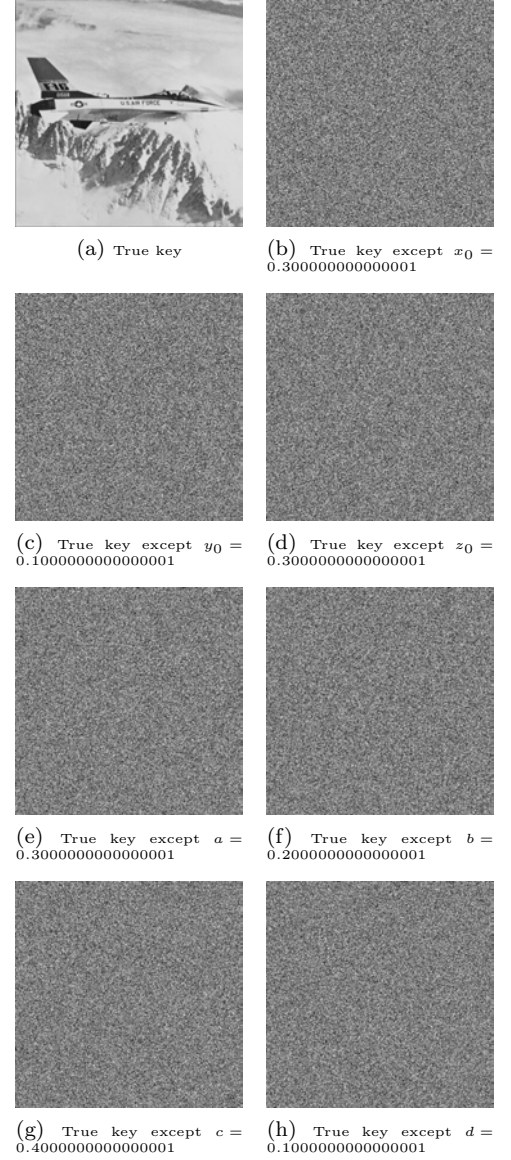 F-16
U.S. AIR FORCE
(a) True key
(b) True key except x₀ =
0.300000000000001
(c) True key except y₀ =
0.1000000000000001
(d) True key except z₀ =
0.3000000000000001
(e) True key except a =
0.3000000000000001
(f) True key except b =
0.2000000000000001
(g) True key except c =
0.4000000000000001
(h) True key except d =
0.1000000000000001